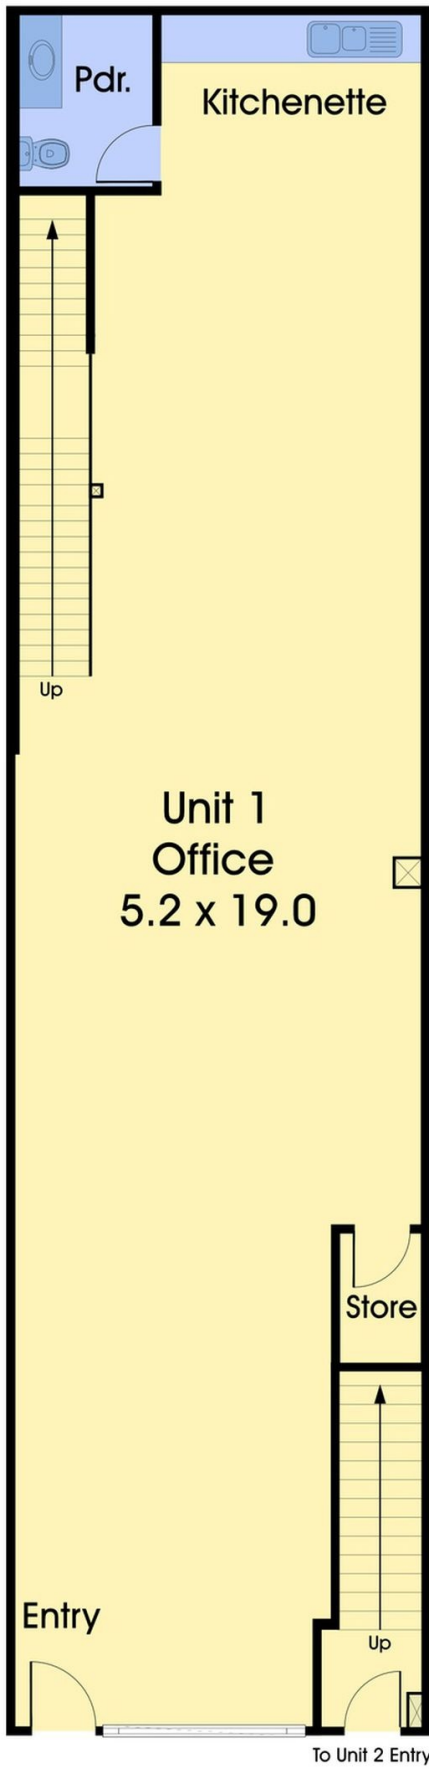 Pdr.
Kitchenette
Up
Unit 1
Office
5.2 x 19.0
Store
Entry
Up
To Unit 2 Entry